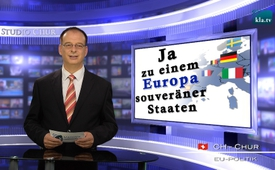 STUDIO
kla.tv
Ja
zu einem
Europa
souveräner
Staaten
CH - CHUR
EU-POLITIK